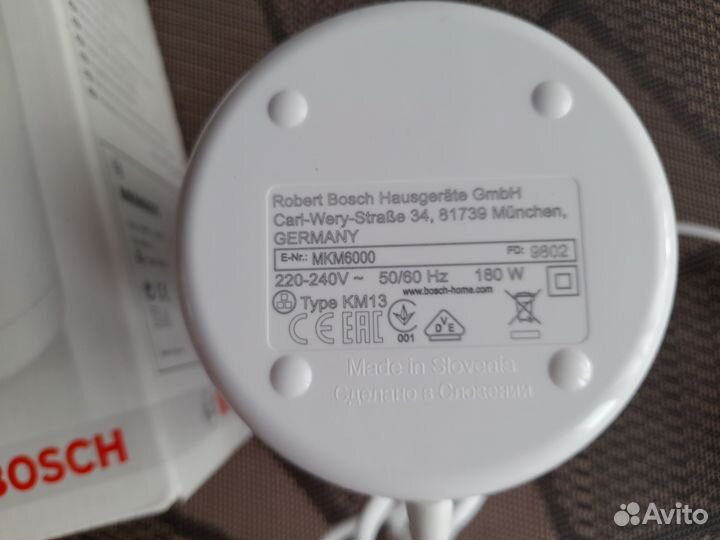 Robert Bosch Hausgeräte GmbH
Carl-Wery-Straße 34, 81739 München,
GERMANY
E-Nr.: MKM6000 FD: 9802
220-240V ~ 50/60 Hz 180 W
www.bosch-home.com
Type KM13
CE EAC 001 DVE
Made in Slovenia
Сделано в Словении
BOSCH
Avito